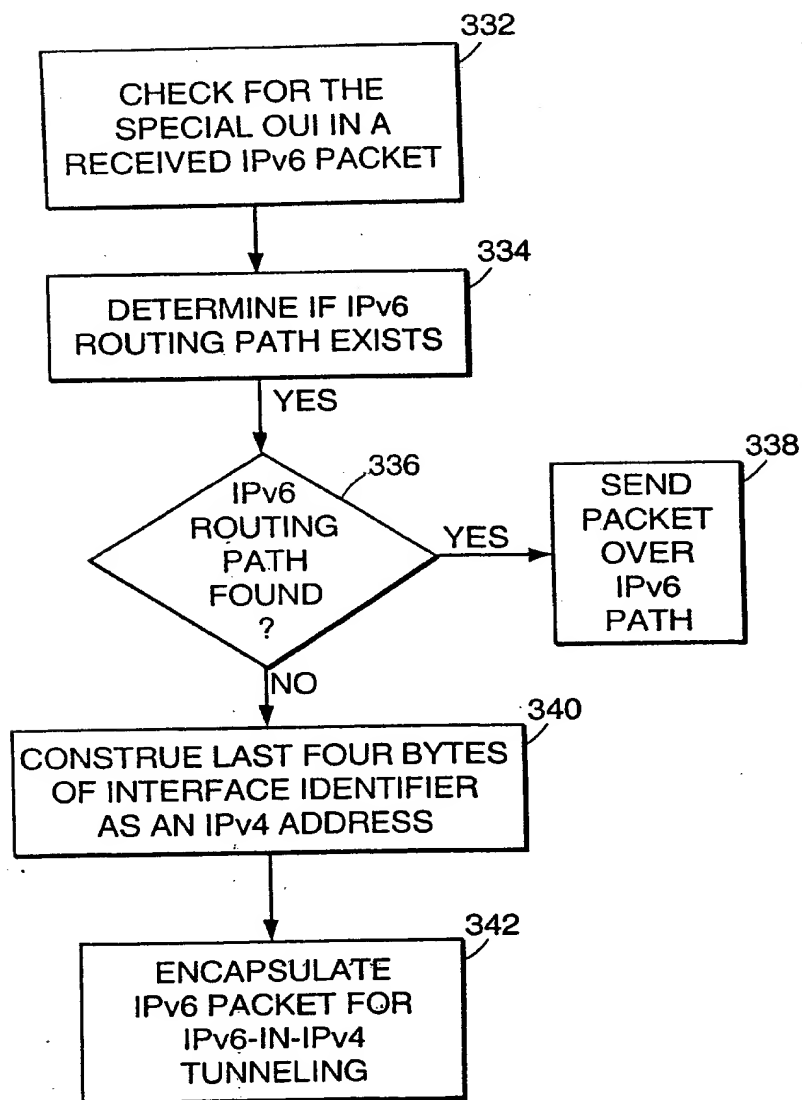 332
CHECK FOR THE
SPECIAL OUI IN A
RECEIVED IPv6 PACKET
334
DETERMINE IF IPv6
ROUTING PATH EXISTS
YES
336
IPv6
ROUTING
PATH
FOUND
?
YES
338
SEND
PACKET
OVER
IPv6
PATH
NO
340
CONSTRUE LAST FOUR BYTES
OF INTERFACE IDENTIFIER
AS AN IPv4 ADDRESS
342
ENCAPSULATE
IPv6 PACKET FOR
IPv6-IN-IPv4
TUNNELING